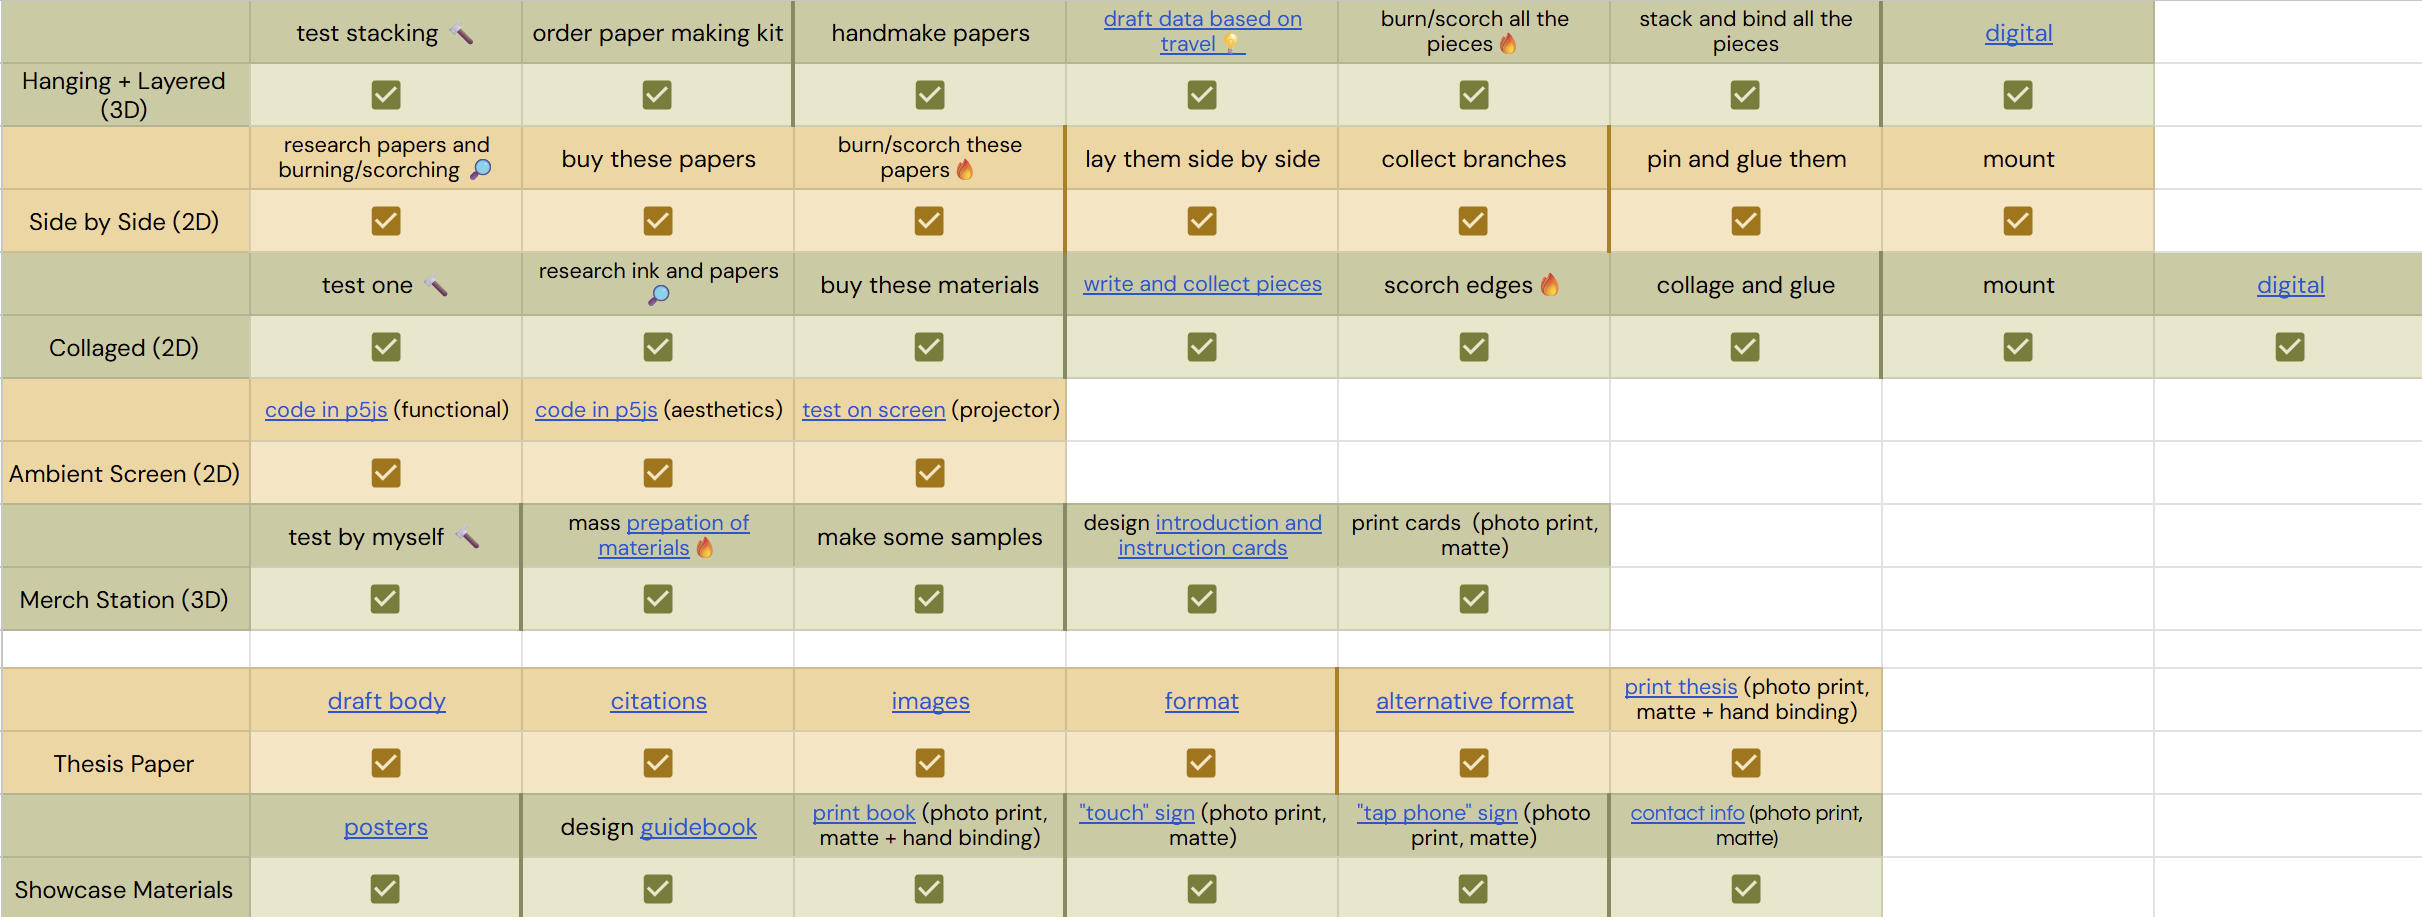 test stacking 🔨 order paper making kit handmake papers draft data based on burn/scorch all the stack and bind all the digital
travel 💡 pieces 🔥 pieces
Hanging + Layered
(3D)
research papers and buy these papers burn/scorch these lay them side by side collect branches pin and glue them mount
burning/scorching 🔎 papers 🔥
Side by Side (2D)
test one 🔨 research ink and papers buy these materials write and collect pieces scorch edges 🔥 collage and glue mount digital
🔎
Collaged (2D)
code in p5js (functional) code in p5js (aesthetics) test on screen (projector)
Ambient Screen (2D)
test by myself 🔨 mass prepation of make some samples design introduction and print cards (photo print,
materials 🔥 instruction cards matte)
Merch Station (3D)
draft body citations images format alternative format print thesis (photo print,
matte + hand binding)
Thesis Paper
posters design guidebook print book (photo print, "touch" sign (photo print, "tap phone" sign (photo contact info (photo print,
matte + hand binding) matte) print, matte) matte)
Showcase Materials